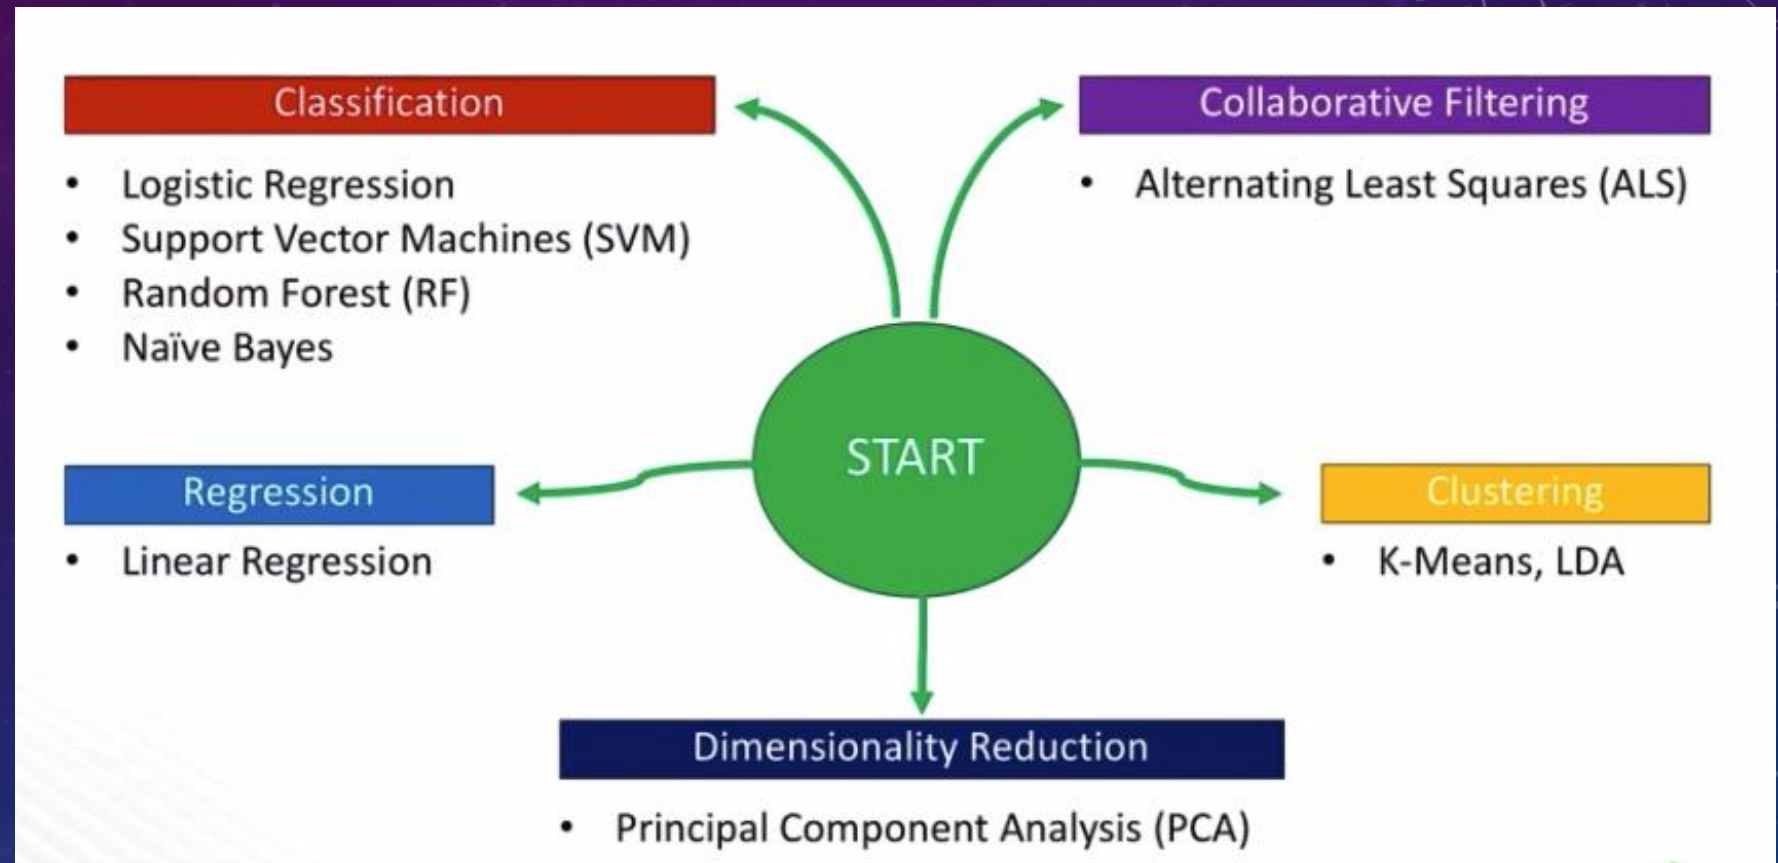 Classification
• Logistic Regression
• Support Vector Machines (SVM)
• Random Forest (RF)
• Naïve Bayes
Collaborative Filtering
• Alternating Least Squares (ALS)
START
Regression
• Linear Regression
Clustering
• K-Means, LDA
Dimensionality Reduction
• Principal Component Analysis (PCA)